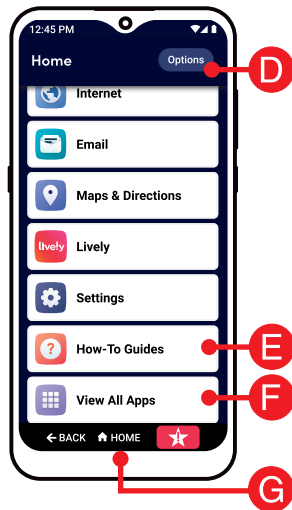 12:45 PM
Home
Options
D
Internet
Email
Maps & Directions
lively
Lively
Settings
?
How-To Guides
E
View All Apps
F
BACK HOME
G